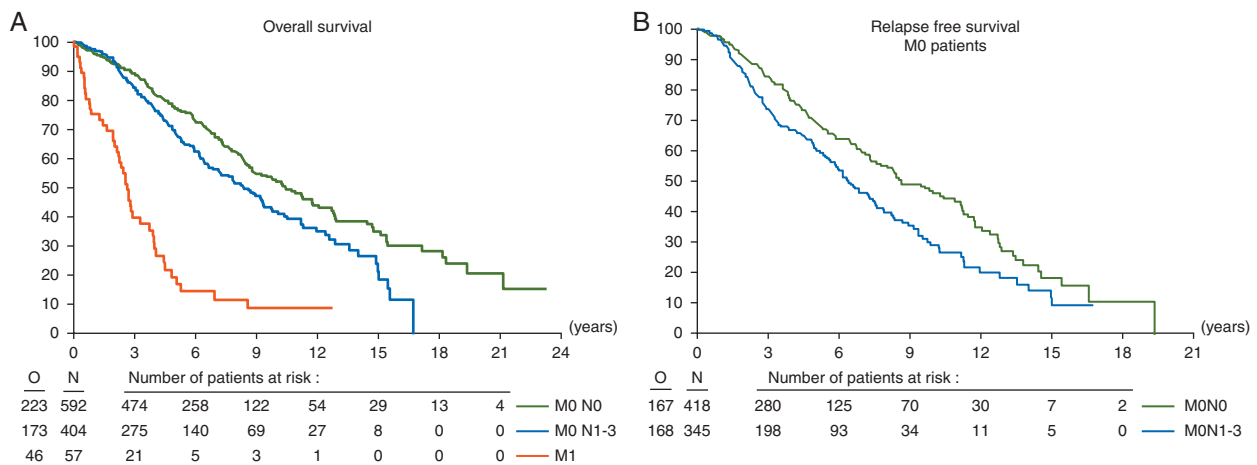 A
Overall survival
100
90
80
70
60
50
40
30
20
10
0
0 3 6 9 12 15 18 21 24
(years)
O N Number of patients at risk :
223 592 474 258 122 54 29 13 4 M0 N0
173 404 275 140 69 27 8 0 0 M0 N1-3
46 57 21 5 3 1 0 0 0 M1
B
Relapse free survival
M0 patients
100
90
80
70
60
50
40
30
20
10
0
0 3 6 9 12 15 18 21
(years)
O N Number of patients at risk :
167 418 280 125 70 30 7 2 M0N0
168 345 198 93 34 11 5 0 M0N1-3